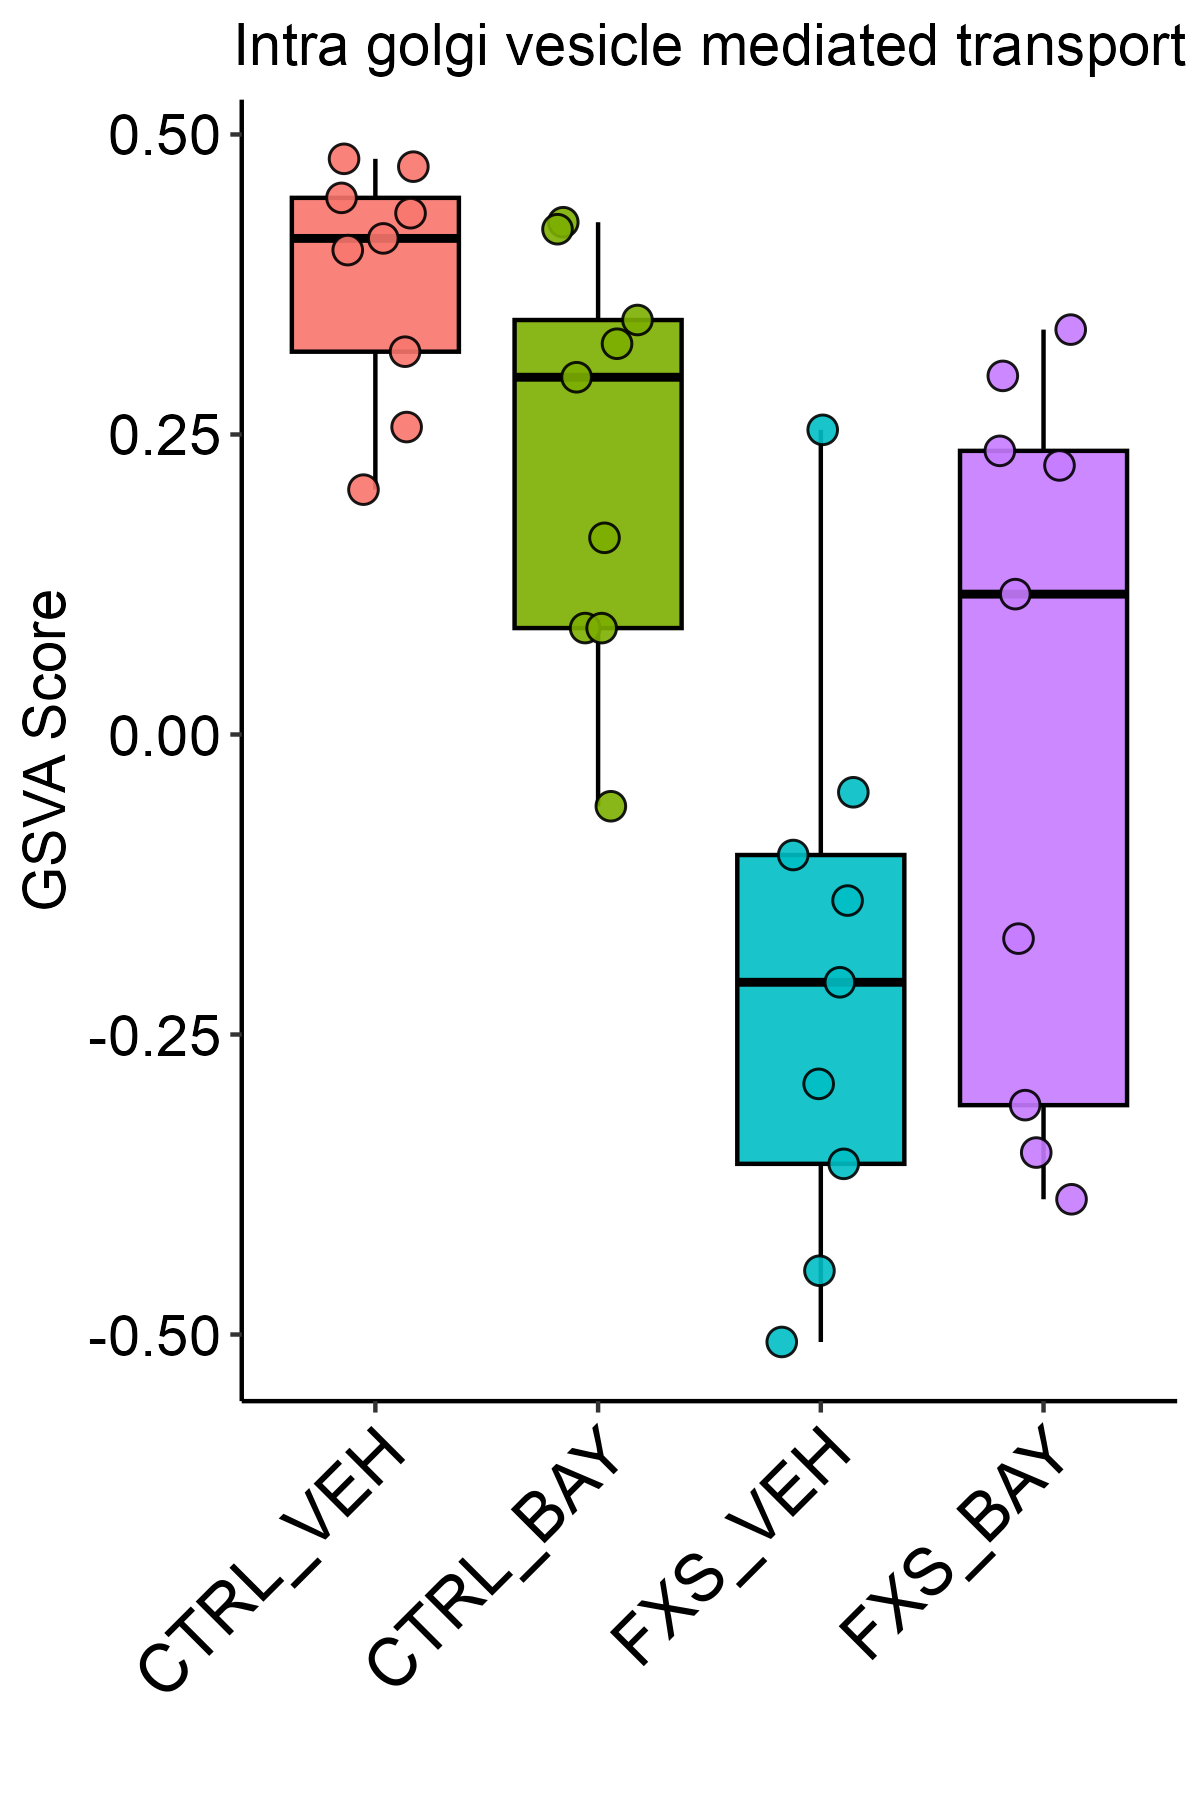 Intra golgi vesicle mediated transport
0.50
0.25
0.00
-0.25
-0.50
GSVA Score
CTRL_VEH
CTRL_BAY
FXS_VEH
FXS_BAY